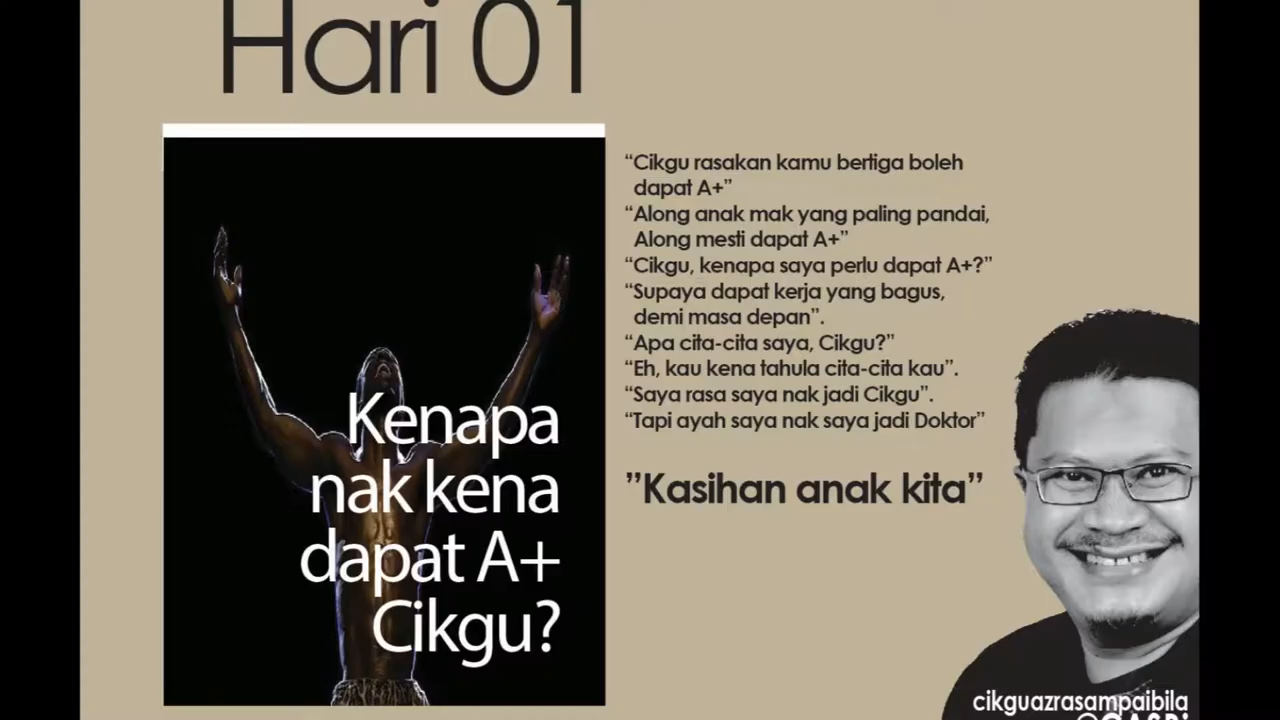 Hari 01
Kenapa
nak kena
dapat A+
Cikgu?
“Cikgu rasakan kamu bertiga boleh
dapat A+”
“Along anak mak yang paling pandai,
Along mesti dapat A+”
“Cikgu, kenapa saya perlu dapat A+?”
“Supaya dapat kerja yang bagus,
demi masa depan”.
“Apa cita-cita saya, Cikgu?”
“Eh, kau kena tahula cita-cita kau”.
“Saya rasa saya nak jadi Cikgu”.
“Tapi ayah saya nak saya jadi Doktor”
”Kasihan anak kita”
cikguazrasampaibila